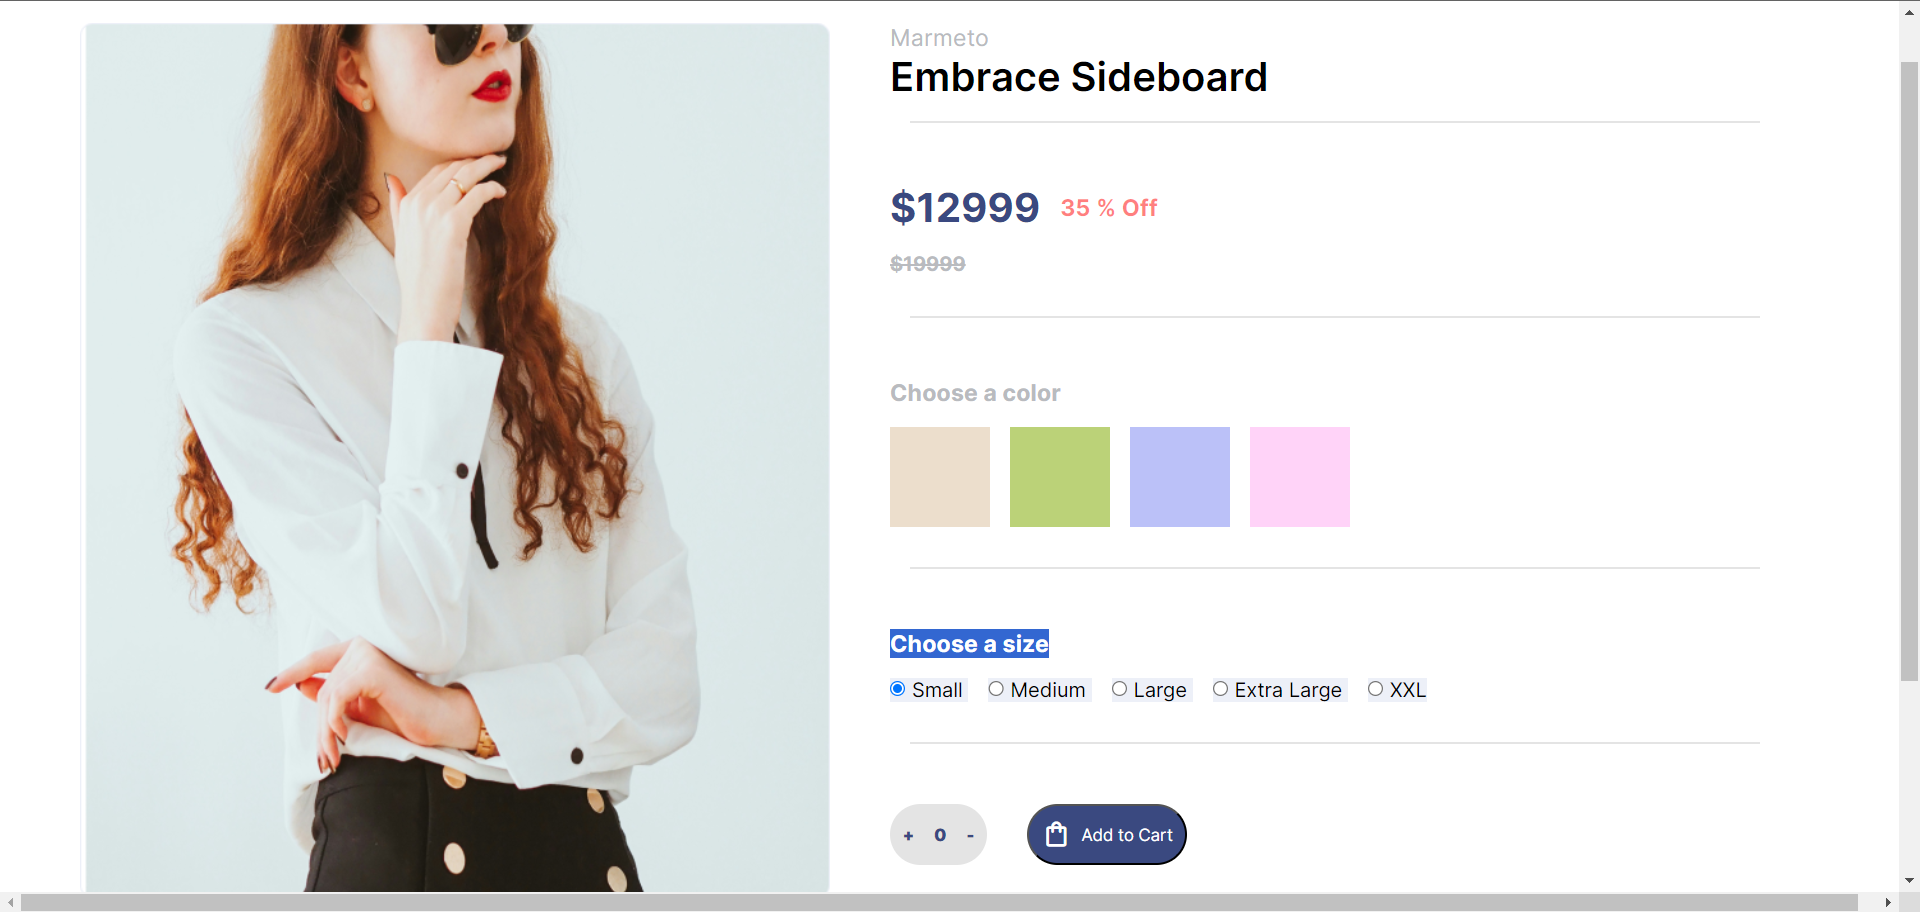 Marmeto
Embrace Sideboard
$12999 35 % Off
$19999
Choose a color
Choose a size
Small Medium Large Extra Large XXL
+ 0 - Add to Cart